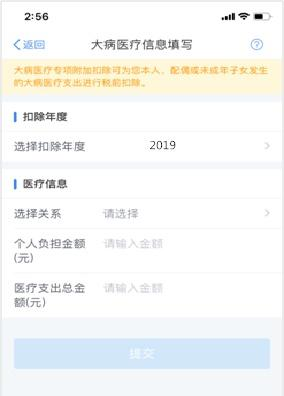 2:56
返回
大病医疗信息填写
大病医疗专项附加扣除可为您本人、配偶或未成年子女发生
的大病医疗支出进行税前扣除。
扣除年度
选择扣除年度 2019
医疗信息
选择关系 请选择
个人负担金额 请输入金额
(元)
医疗支出总金 请输入金额
额(元)
提交